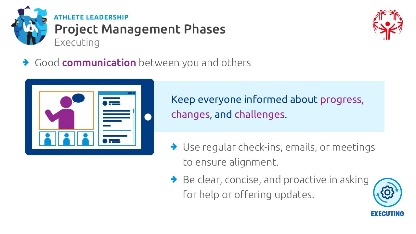 ATHLETE LEADERSHIP
Project Management Phases
Executing
Good communication between you and others
Keep everyone informed about progress,
changes, and challenges.
Use regular check-ins, emails, or meetings
to ensure alignment.
Be clear, concise, and proactive in asking
for help or offering updates.
EXECUTING